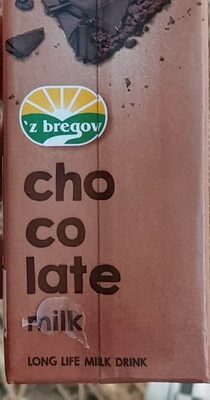 'z bregov
cho
co
late
milk
LONG LIFE MILK DRINK